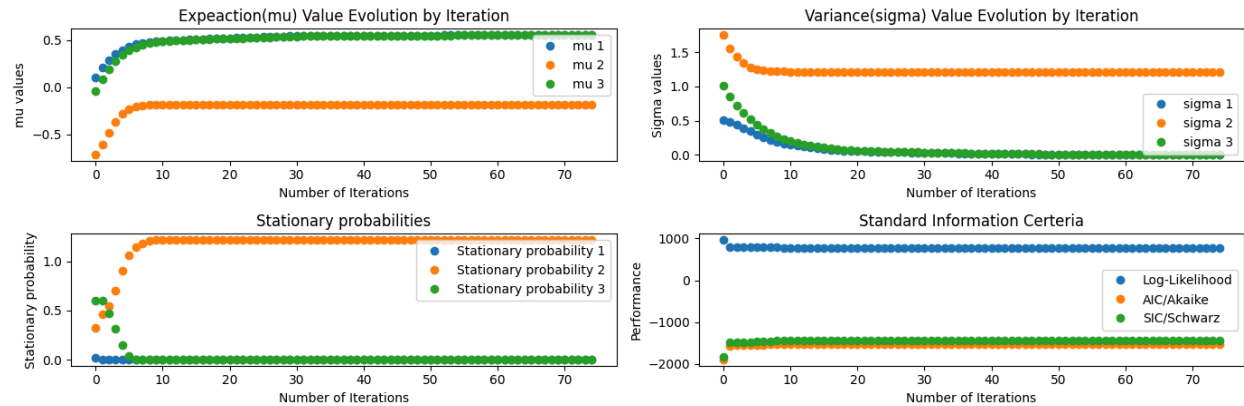 Expeaction(mu) Value Evolution by Iteration
mu values
0.5
0.0
−0.5
mu 1
mu 2
mu 3
0 10 20 30 40 50 60 70
Number of Iterations
Variance(sigma) Value Evolution by Iteration
Sigma values
1.5
1.0
0.5
0.0
sigma 1
sigma 2
sigma 3
0 10 20 30 40 50 60 70
Number of Iterations
Stationary probabilities
Stationary probability
1.0
0.5
0.0
Stationary probability 1
Stationary probability 2
Stationary probability 3
0 10 20 30 40 50 60 70
Number of Iterations
Standard Information Certeria
Performance
1000
0
−1000
−2000
Log-Likelihood
AIC/Akaike
SIC/Schwarz
0 10 20 30 40 50 60 70
Number of Iterations